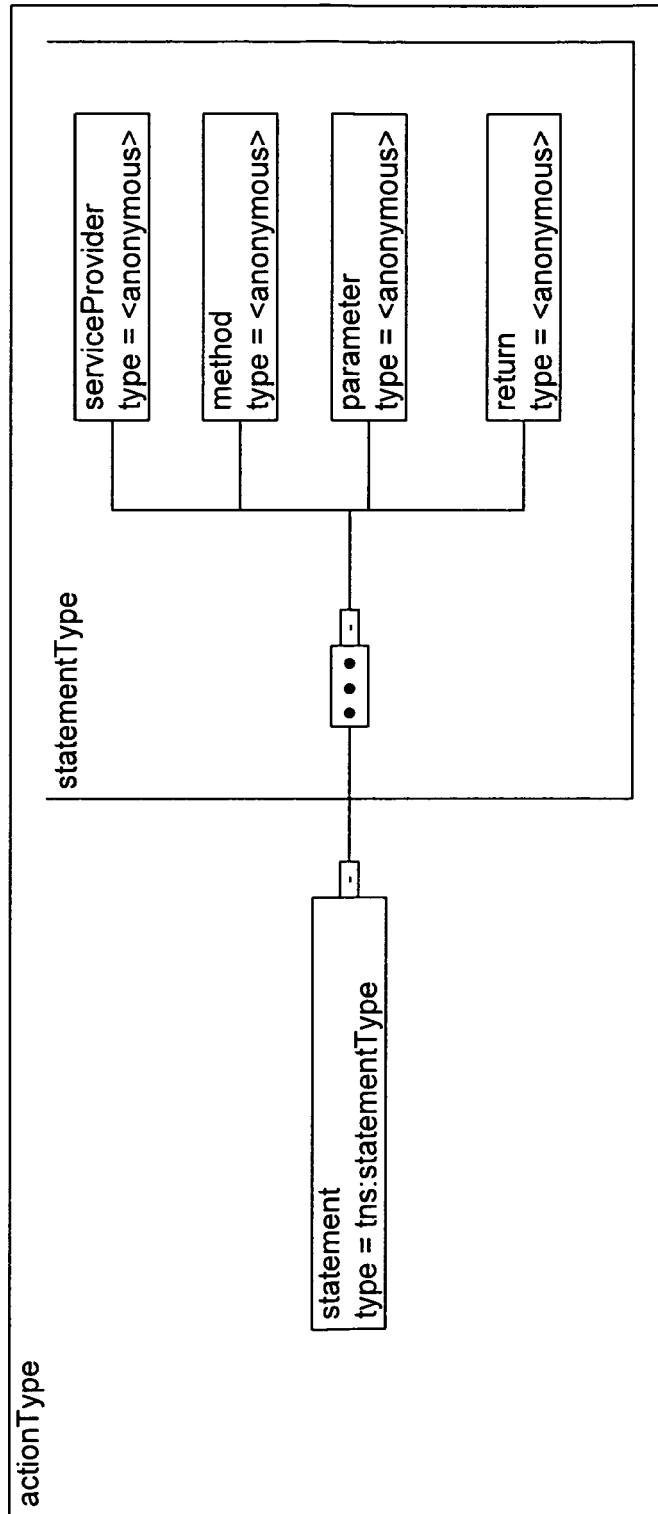 actionType
statement
type = tns:statementType
statementType
serviceProvider
type = <anonymous>
method
type = <anonymous>
parameter
type = <anonymous>
return
type = <anonymous>